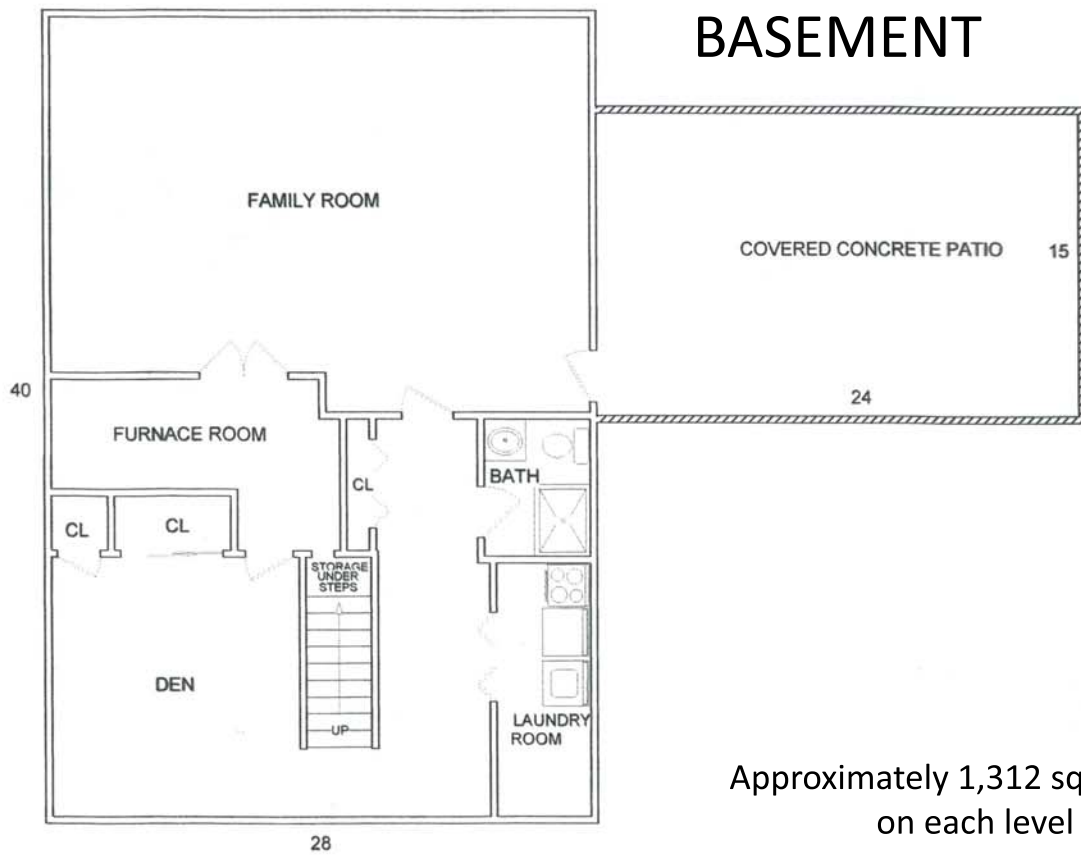 BASEMENT
FAMILY ROOM
COVERED CONCRETE PATIO
15
40
24
FURNACE ROOM
CL
BATH
CL
CL
STORAGE
UNDER
STEPS
DEN
UP
LAUNDRY
ROOM
Approximately 1,312 sq
on each level
28